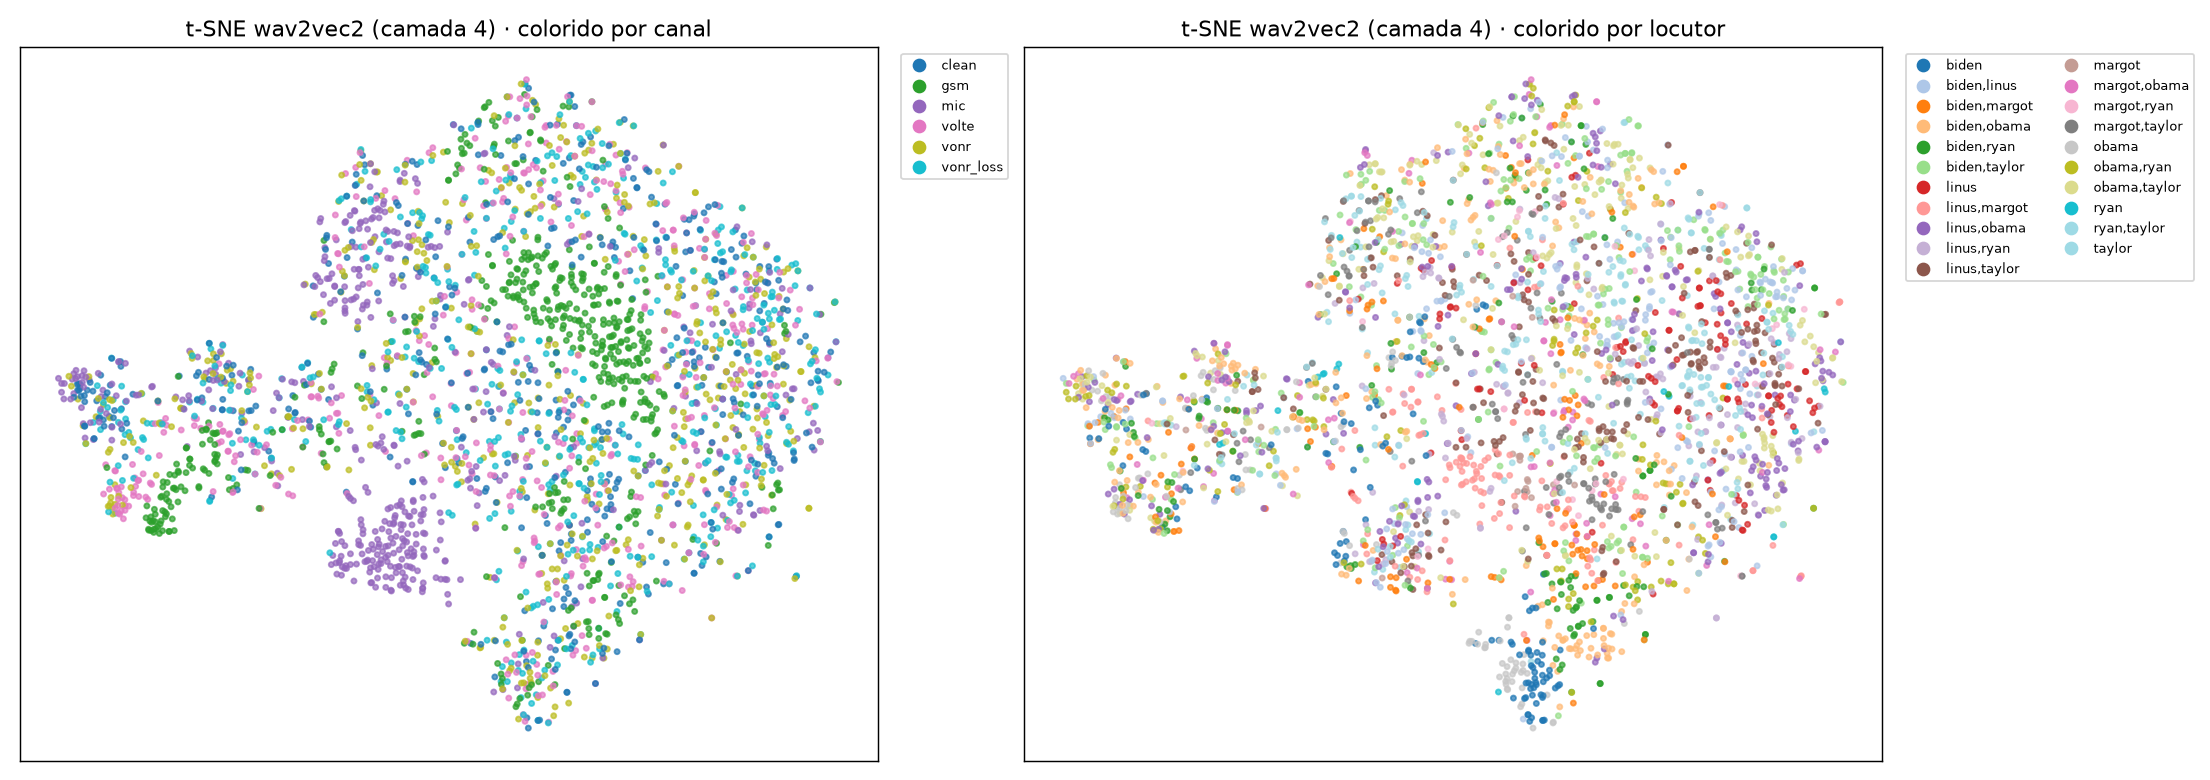 t-SNE wav2vec2 (camada 4) · colorido por canal
clean
gsm
mic
volte
vonr
vonr_loss
t-SNE wav2vec2 (camada 4) · colorido por locutor
biden
biden,linus
biden,margot
biden,obama
biden,ryan
biden,taylor
linus
linus,margot
linus,obama
linus,ryan
linus,taylor
margot
margot,obama
margot,ryan
margot,taylor
obama
obama,ryan
obama,taylor
ryan
ryan,taylor
taylor